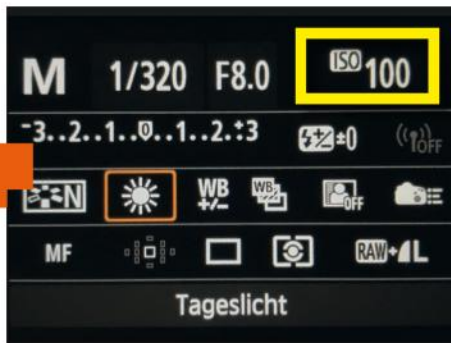 M 1/320 F8.0 ISO 100
-3..2..1..0..1..2.+3 ±0 OFF
N WB +/- WB OFF
MF RAW+L
Tageslicht